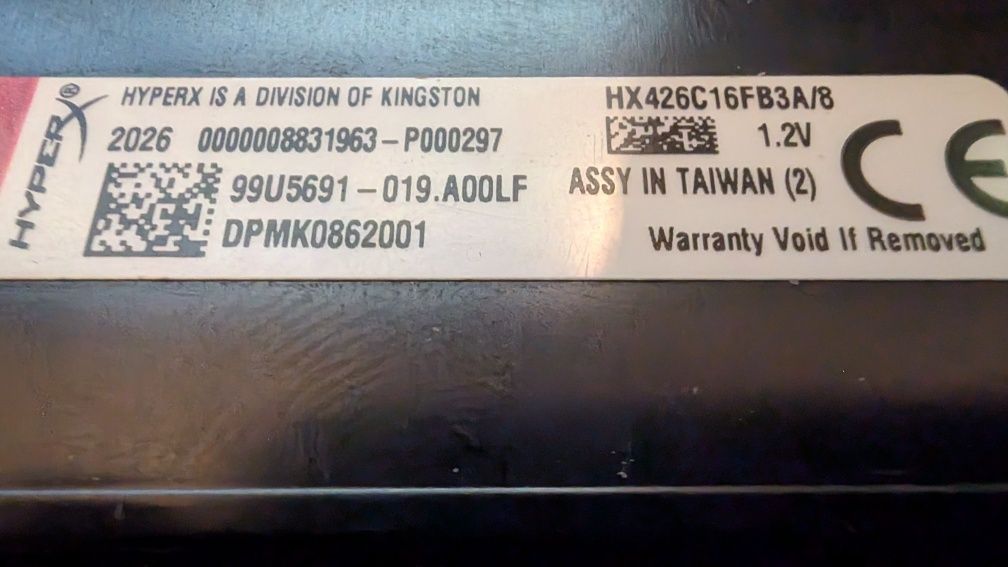 HYPERX®
HYPERX IS A DIVISION OF KINGSTON
2026 0000008831963-P000297
99U5691-019.A00LF
DPMK0862001
HX426C16FB3A/8
1.2V
ASSY IN TAIWAN (2)
Warranty Void If Removed
CE